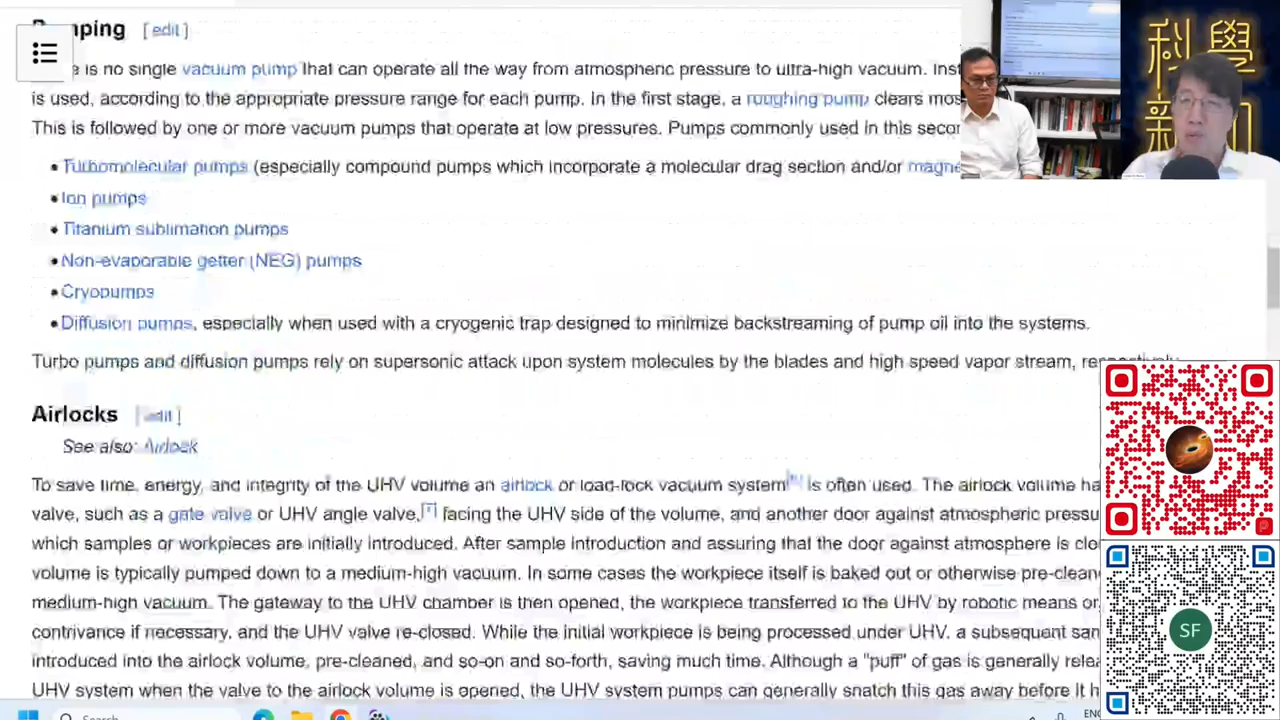 Pumping [edit]
is no single vacuum pump that can operate all the way from atmospheric pressure to ultra-high vacuum.
is used, according to the appropriate pressure range for each pump. In the first stage, a roughing pump clears
This is followed by one or more vacuum pumps that operate at low pressures. Pumps commonly used in this
• Turbomolecular pumps (especially compound pumps which incorporate a molecular drag section and/or
• Ion pumps
• Titanium sublimation pumps
• Non-evaporable getter (NEG) pumps
• Cryopumps
• Diffusion pumps, especially when used with a cryogenic trap designed to minimize backstreaming of pump oil into the systems.
Turbo pumps and diffusion pumps rely on supersonic attack upon system molecules by the blades and high speed vapor stream, respectively.
Airlocks [edit]
See also: Airlock
To save time, energy, and integrity of the UHV volume an airlock or load-lock vacuum system is often used. The airlock volume
valve, such as a gate valve or UHV angle valve,[7] facing the UHV side of the volume, and another door against atmospheric
which samples or workpieces are initially introduced. After sample introduction and assuring that the door against atmosphere is
volume is typically pumped down to a medium-high vacuum. In some cases the workpiece itself is baked out or otherwise
medium-high vacuum. The gateway to the UHV chamber is then opened, the workpiece transferred to the UHV by robotic means or
contrivance if necessary, and the UHV valve re-closed. While the initial workpiece is being processed under UHV, a subsequent
introduced into the airlock volume, pre-cleaned, and so-on and so-forth, saving much time. Although a "puff" of gas is generally
UHV system when the valve to the airlock volume is opened, the UHV system pumps can generally snatch this gas away before it
科學
新知
SF
Search